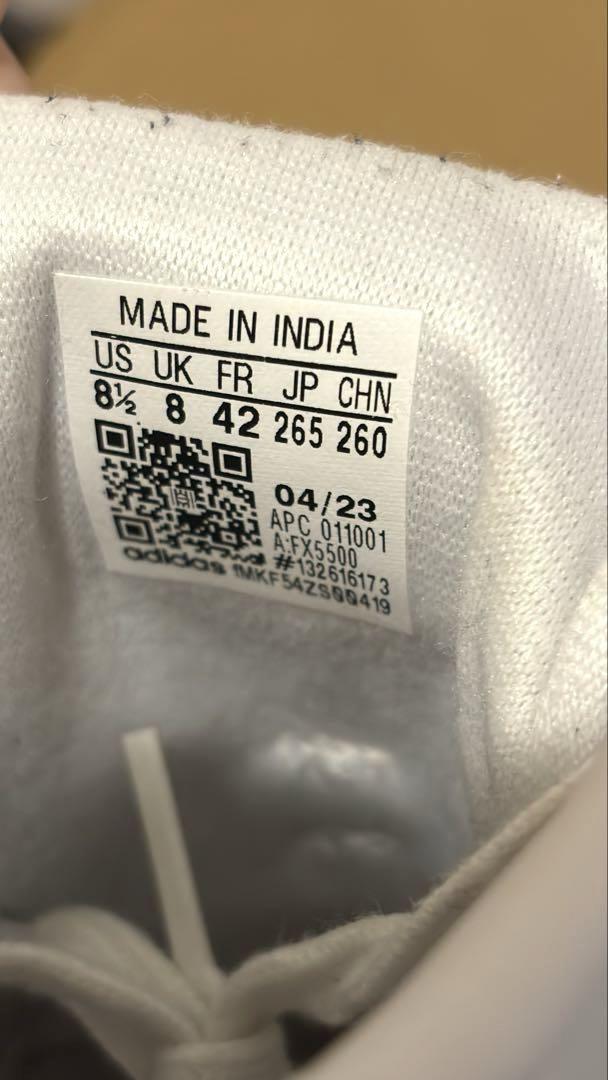 MADE IN INDIA
US UK FR JP CHN
8½ 8 42 265 260
04/23
APC 011001
A:FX5500
#132616173
adidas 1MKF54ZS00419